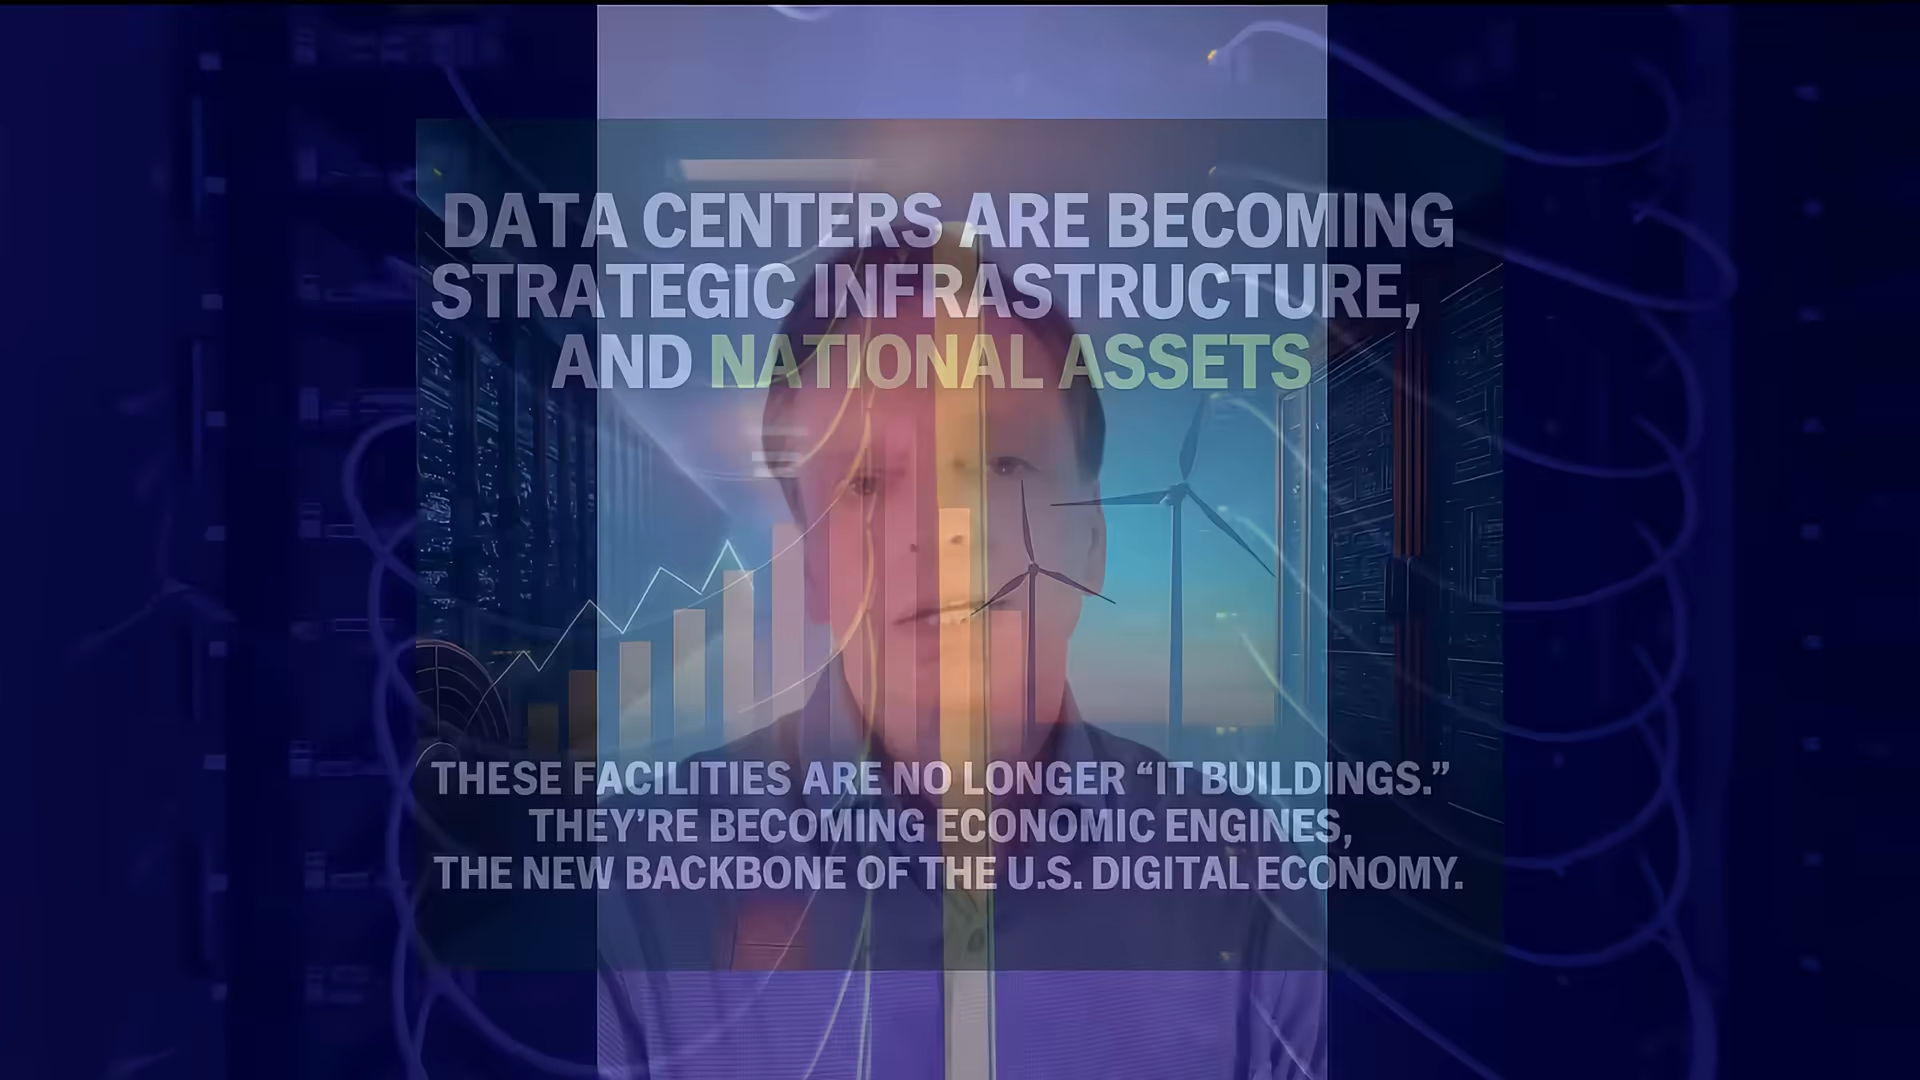 DATA CENTERS ARE BECOMING
STRATEGIC INFRASTRUCTURE,
AND NATIONAL ASSETS
THESE FACILITIES ARE NO LONGER “IT BUILDINGS.”
THEY’RE BECOMING ECONOMIC ENGINES,
THE NEW BACKBONE OF THE U.S. DIGITAL ECONOMY.